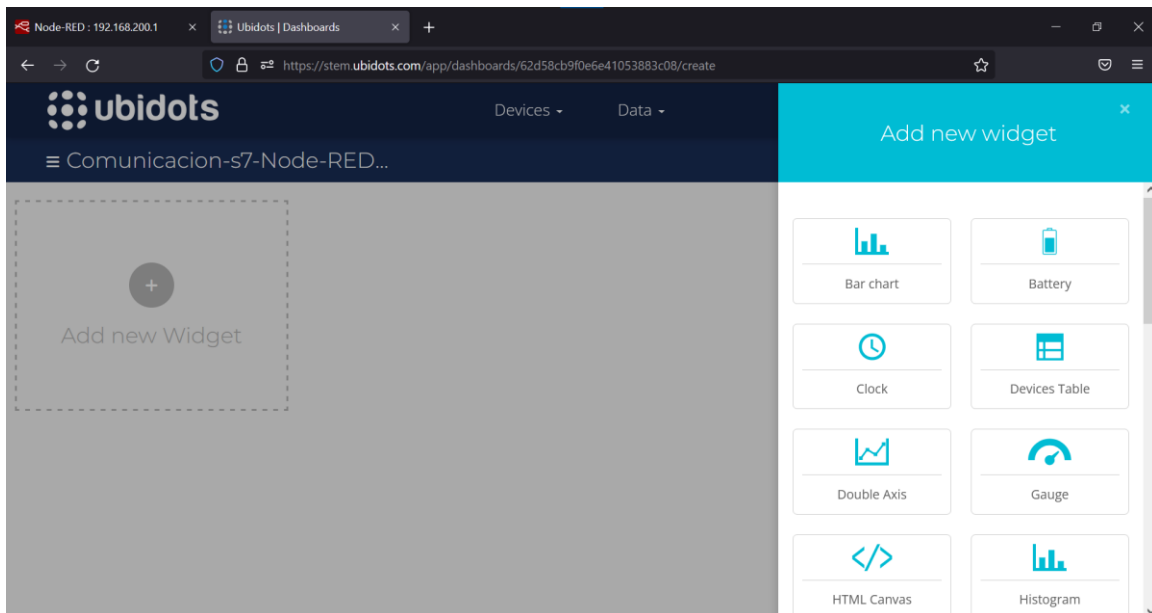 Node-RED : 192.168.200.1
Ubidots | Dashboards
https://stem.ubidots.com/app/dashboards/62d58cb9f0e6e41053883c08/create
ubidots
Devices
Data
Comunicacion-s7-Node-RED...
Add new Widget
Add new widget
Bar chart
Battery
Clock
Devices Table
Double Axis
Gauge
HTML Canvas
Histogram